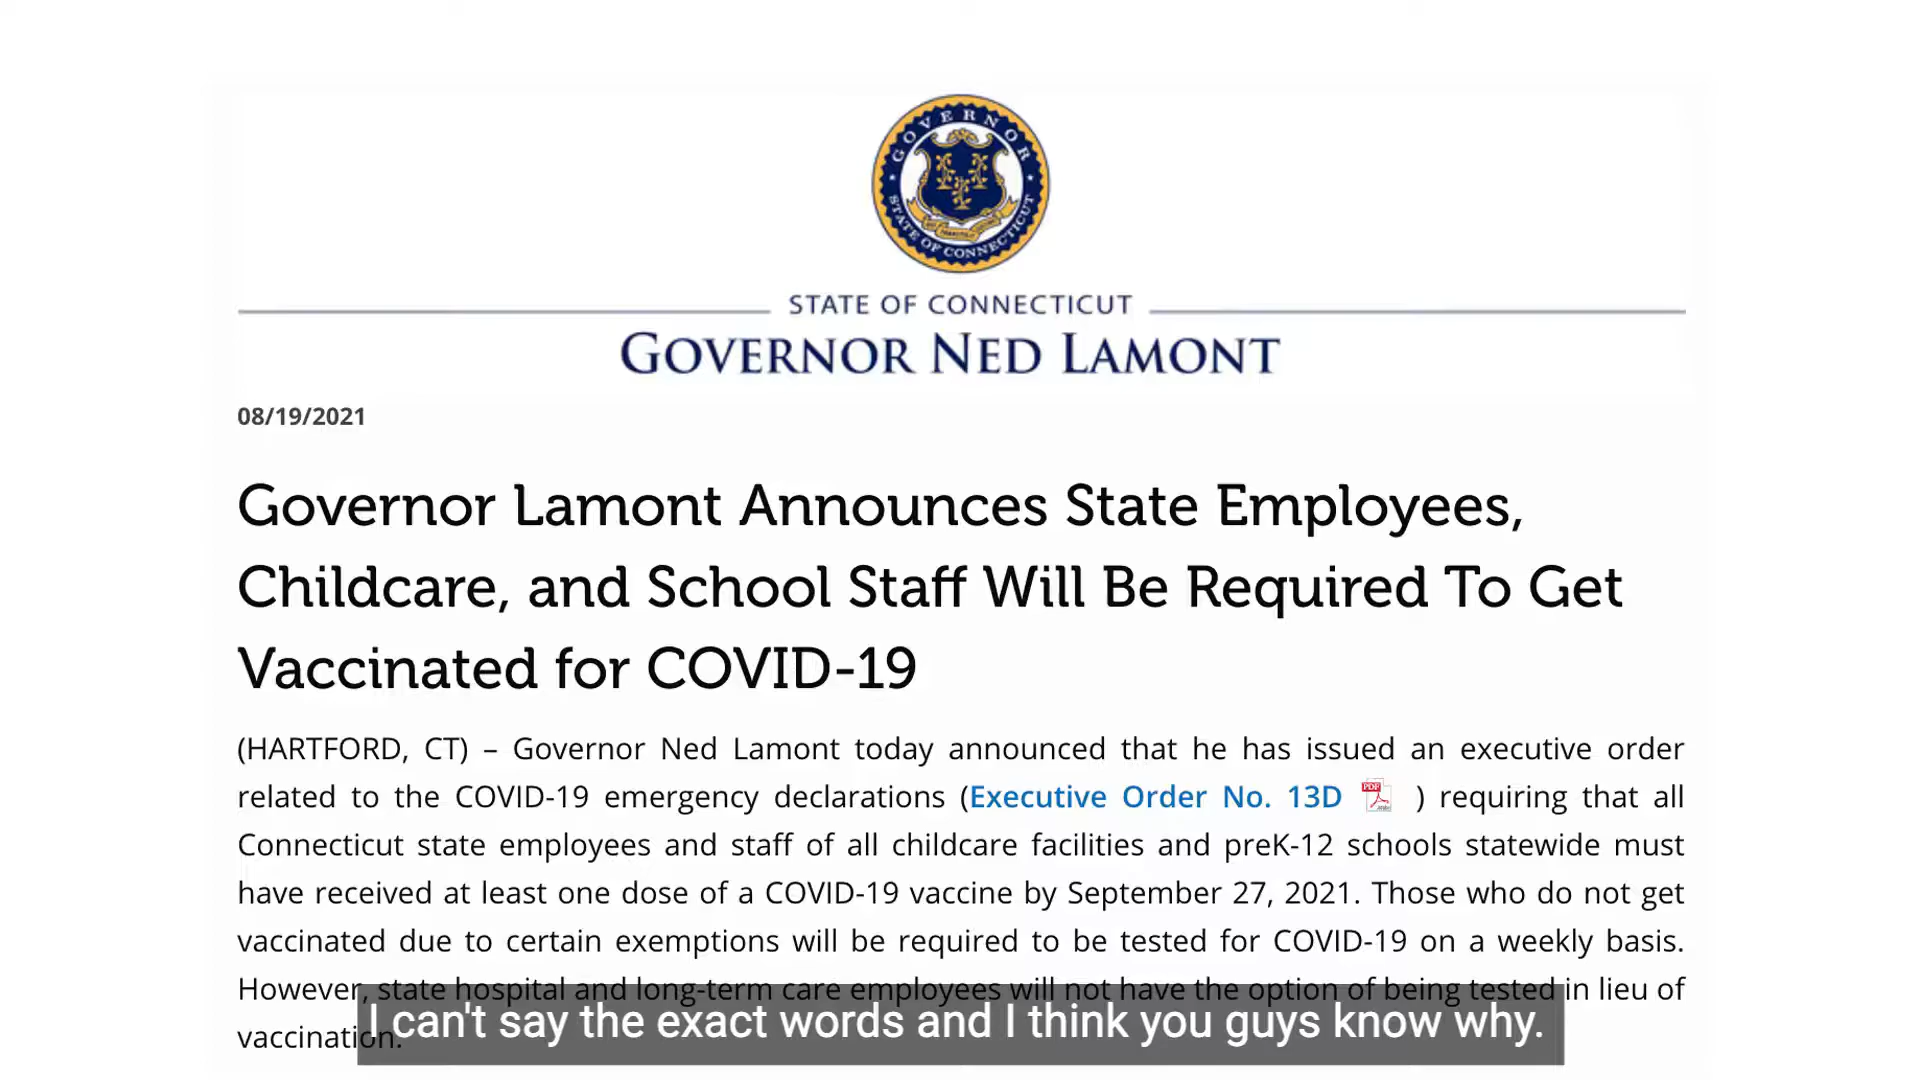 GOVERNOR
STATE OF CONNECTICUT
STATE OF CONNECTICUT
GOVERNOR NED LAMONT
08/19/2021
Governor Lamont Announces State Employees,
Childcare, and School Staff Will Be Required To Get
Vaccinated for COVID-19
(HARTFORD, CT) – Governor Ned Lamont today announced that he has issued an executive order
related to the COVID-19 emergency declarations (Executive Order No. 13D PDF ) requiring that all
Connecticut state employees and staff of all childcare facilities and preK-12 schools statewide must
have received at least one dose of a COVID-19 vaccine by September 27, 2021. Those who do not get
vaccinated due to certain exemptions will be required to be tested for COVID-19 on a weekly basis.
However, state hospital and long-term care employees will not have the option of being tested in lieu of
vaccination.
I can't say the exact words and I think you guys know why.